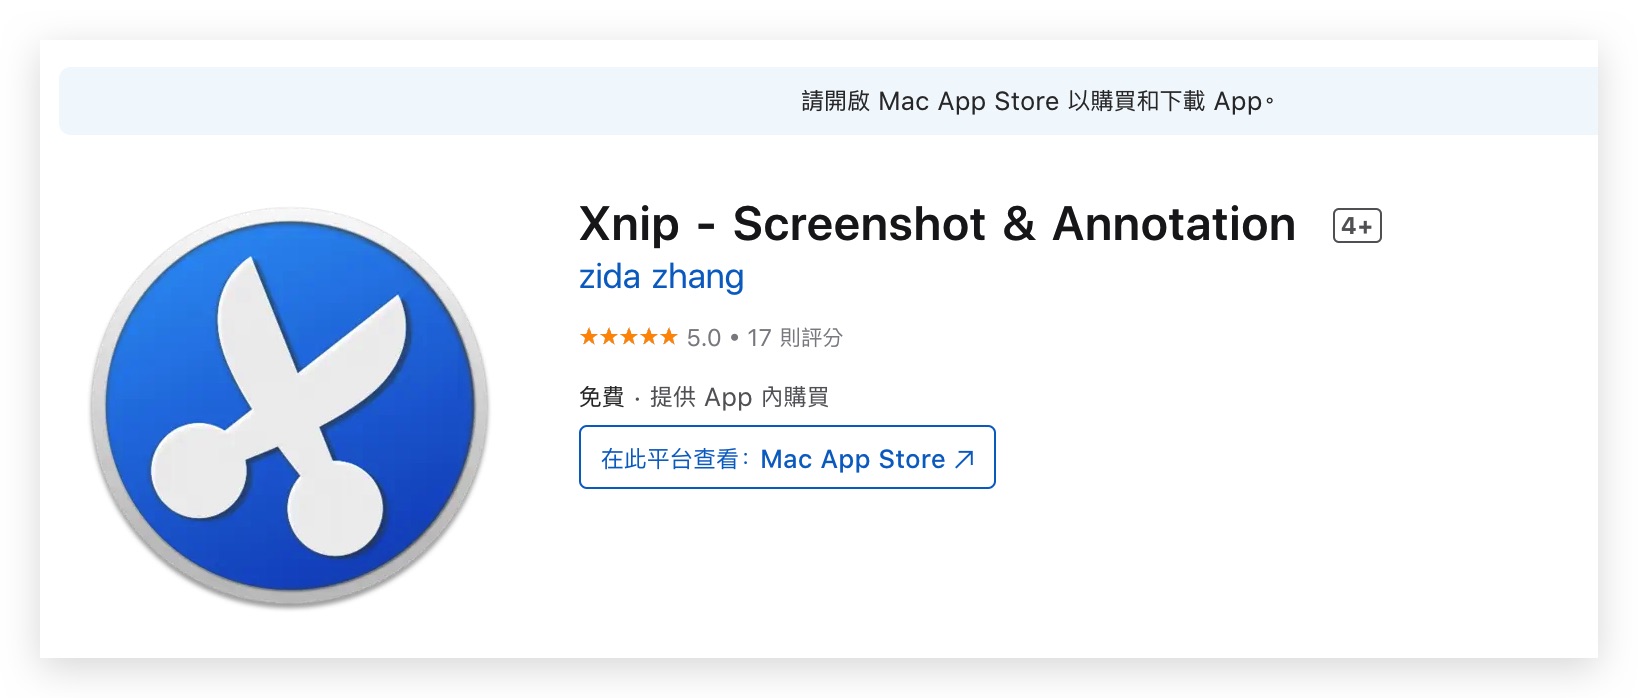 請開啟 Mac App Store 以購買和下載 App。
Xnip - Screenshot & Annotation 4+
zida zhang
★★★★★ 5.0 • 17 則評分
免費 · 提供 App 內購買
在此平台查看：Mac App Store ↗